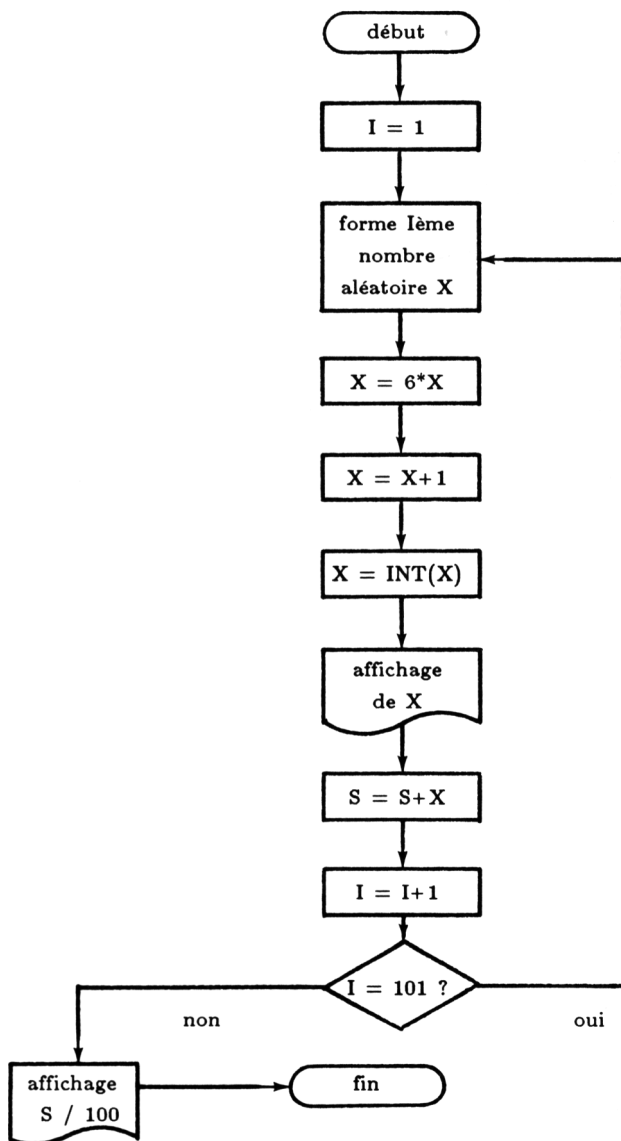 début
I = 1
forme Ième
nombre
aléatoire X
X = 6*X
X = X+1
X = INT(X)
affichage
de X
S = S+X
I = I+1
I = 101 ?
non
oui
affichage
S / 100
fin